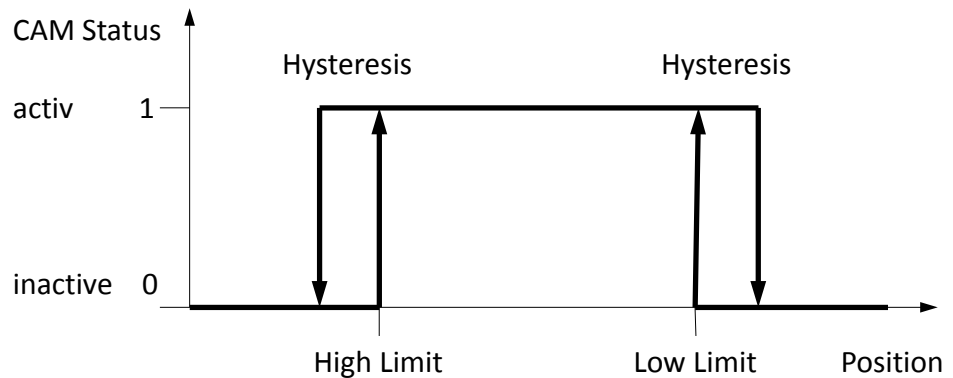 CAM Status
Hysteresis Hysteresis
activ 1
inactive 0
High Limit Low Limit Position